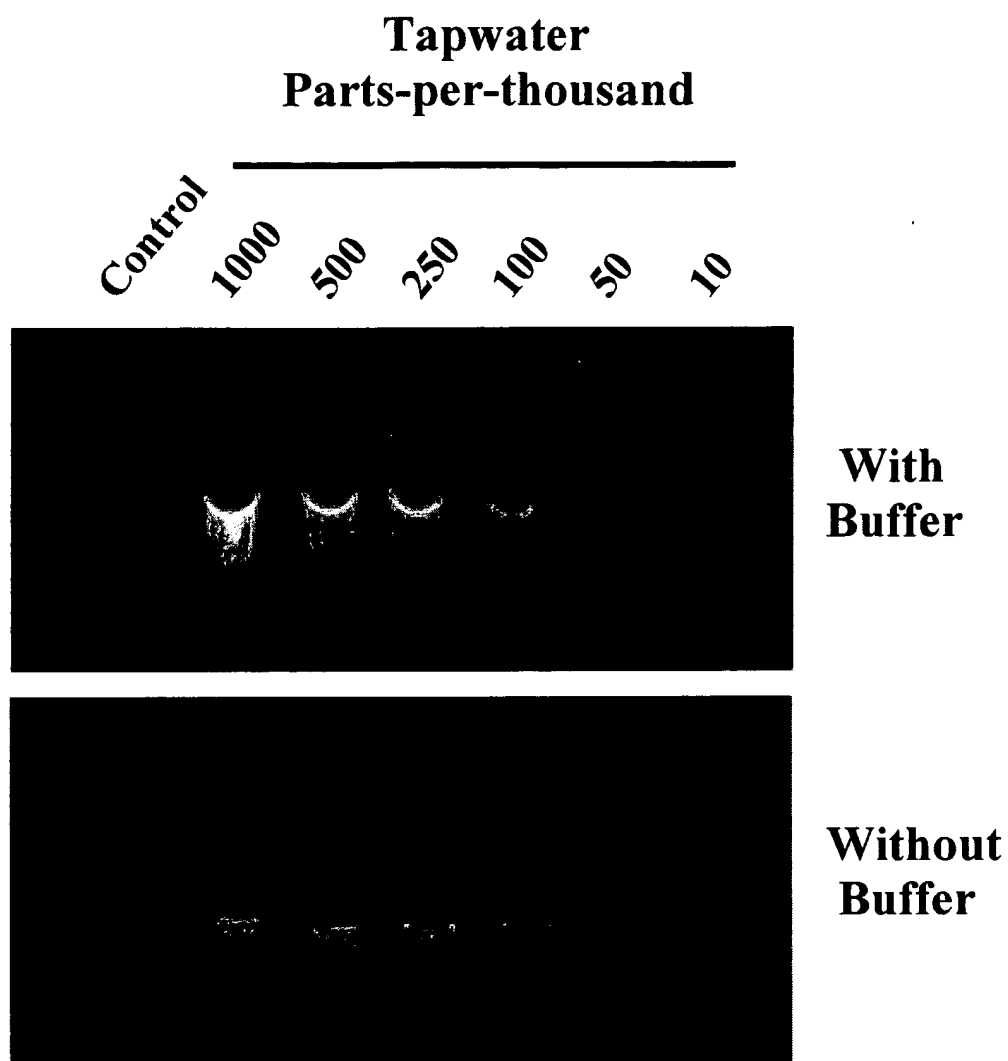 Tapwater
Parts-per-thousand
Control 1000 500 250 100 50 10
With
Buffer
Without
Buffer